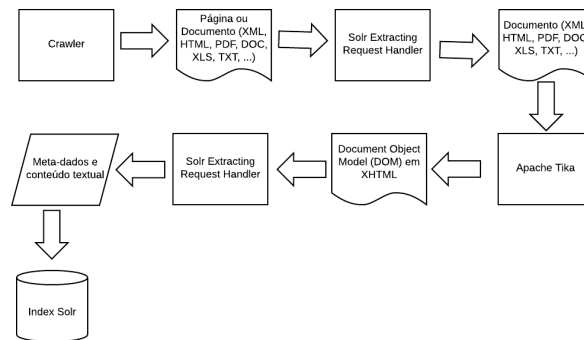 Crawler
Página ou
Documento (XML,
HTML, PDF, DOC,
XLS, TXT, ...)
Solr Extracting
Request Handler
Documento (XML,
HTML, PDF, DOC,
XLS, TXT, ...)
Meta-dados e
conteúdo textual
Solr Extracting
Request Handler
Document Object
Model (DOM) em
XHTML
Apache Tika
Index Solr